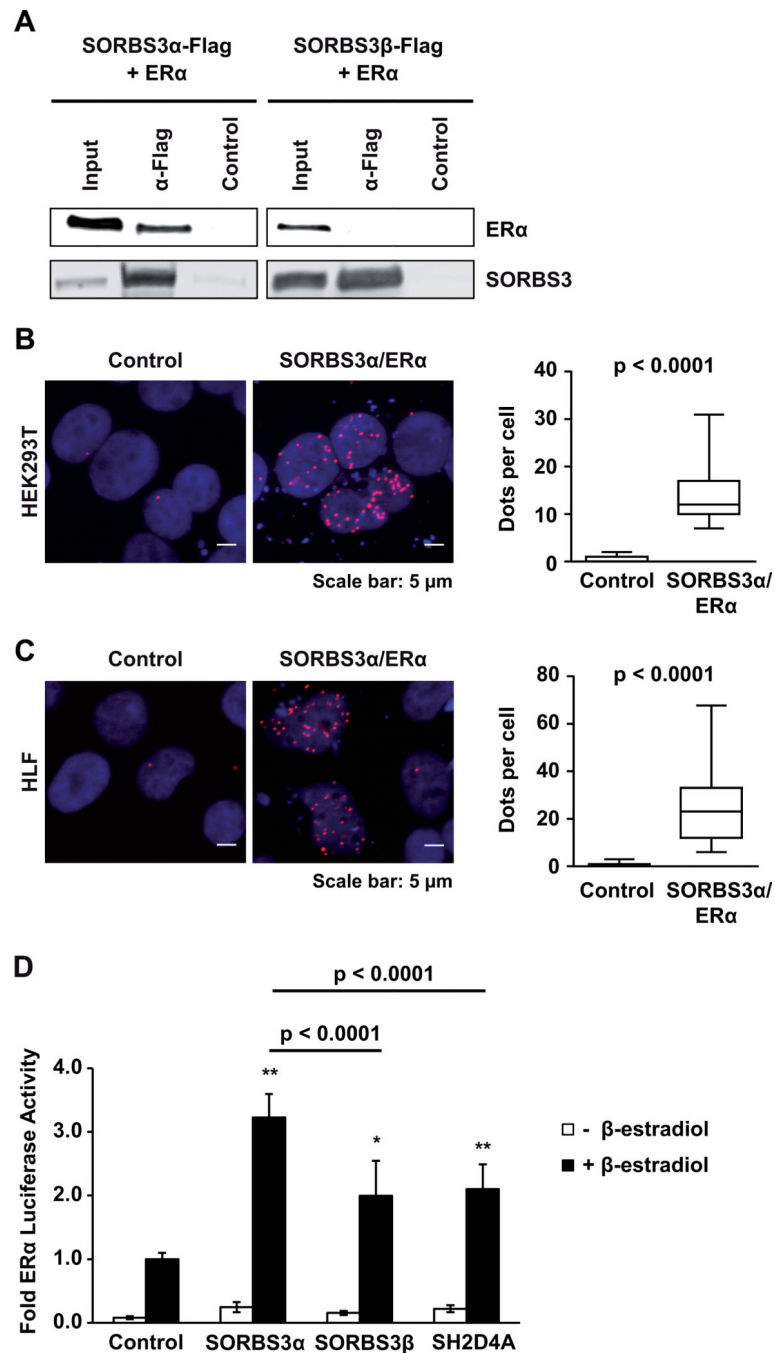 A
SORBS3α-Flag
+ ERα
SORBS3β-Flag
+ ERα
Input
α-Flag
Control
Input
α-Flag
Control
ERα
SORBS3
B
Control
SORBS3α/ERα
HEK293T
Scale bar: 5 µm
p < 0.0001
Dots per cell
40
30
20
10
0
Control
SORBS3α/
ERα
C
Control
SORBS3α/ERα
HLF
Scale bar: 5 µm
p < 0.0001
Dots per cell
80
60
40
20
0
Control
SORBS3α/
ERα
D
p < 0.0001
p < 0.0001
Fold ERα Luciferase Activity
4.0
3.0
2.0
1.0
0.0
**
*
**
- β-estradiol
+ β-estradiol
Control
SORBS3α
SORBS3β
SH2D4A